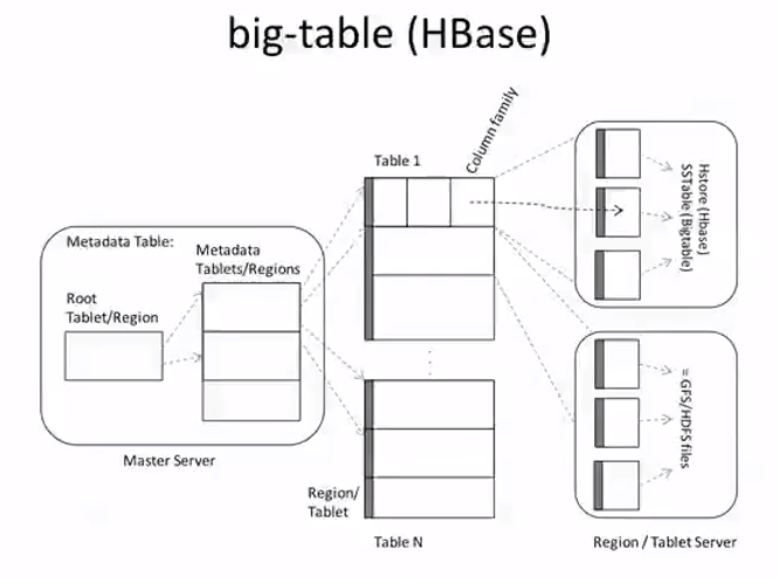 big-table (HBase)
Column family
Table 1
Hstore (Hbase)
SSTable (Bigtable)
Metadata Table:
Metadata
Tablets/Regions
Root
Tablet/Region
Master Server
= GFS/HDFS files
Region/
Tablet
Table N
Region / Tablet Server